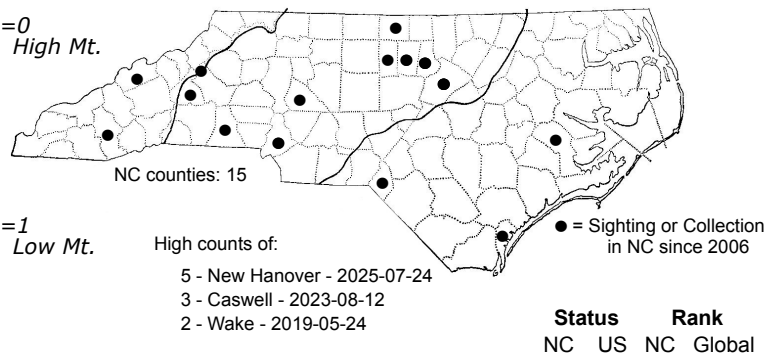 =0
High Mt.
NC counties: 15
=1
Low Mt.
High counts of:
5 - New Hanover - 2025-07-24
3 - Caswell - 2023-08-12
2 - Wake - 2019-05-24
● = Sighting or Collection
in NC since 2006
Status Rank
NC US NC Global